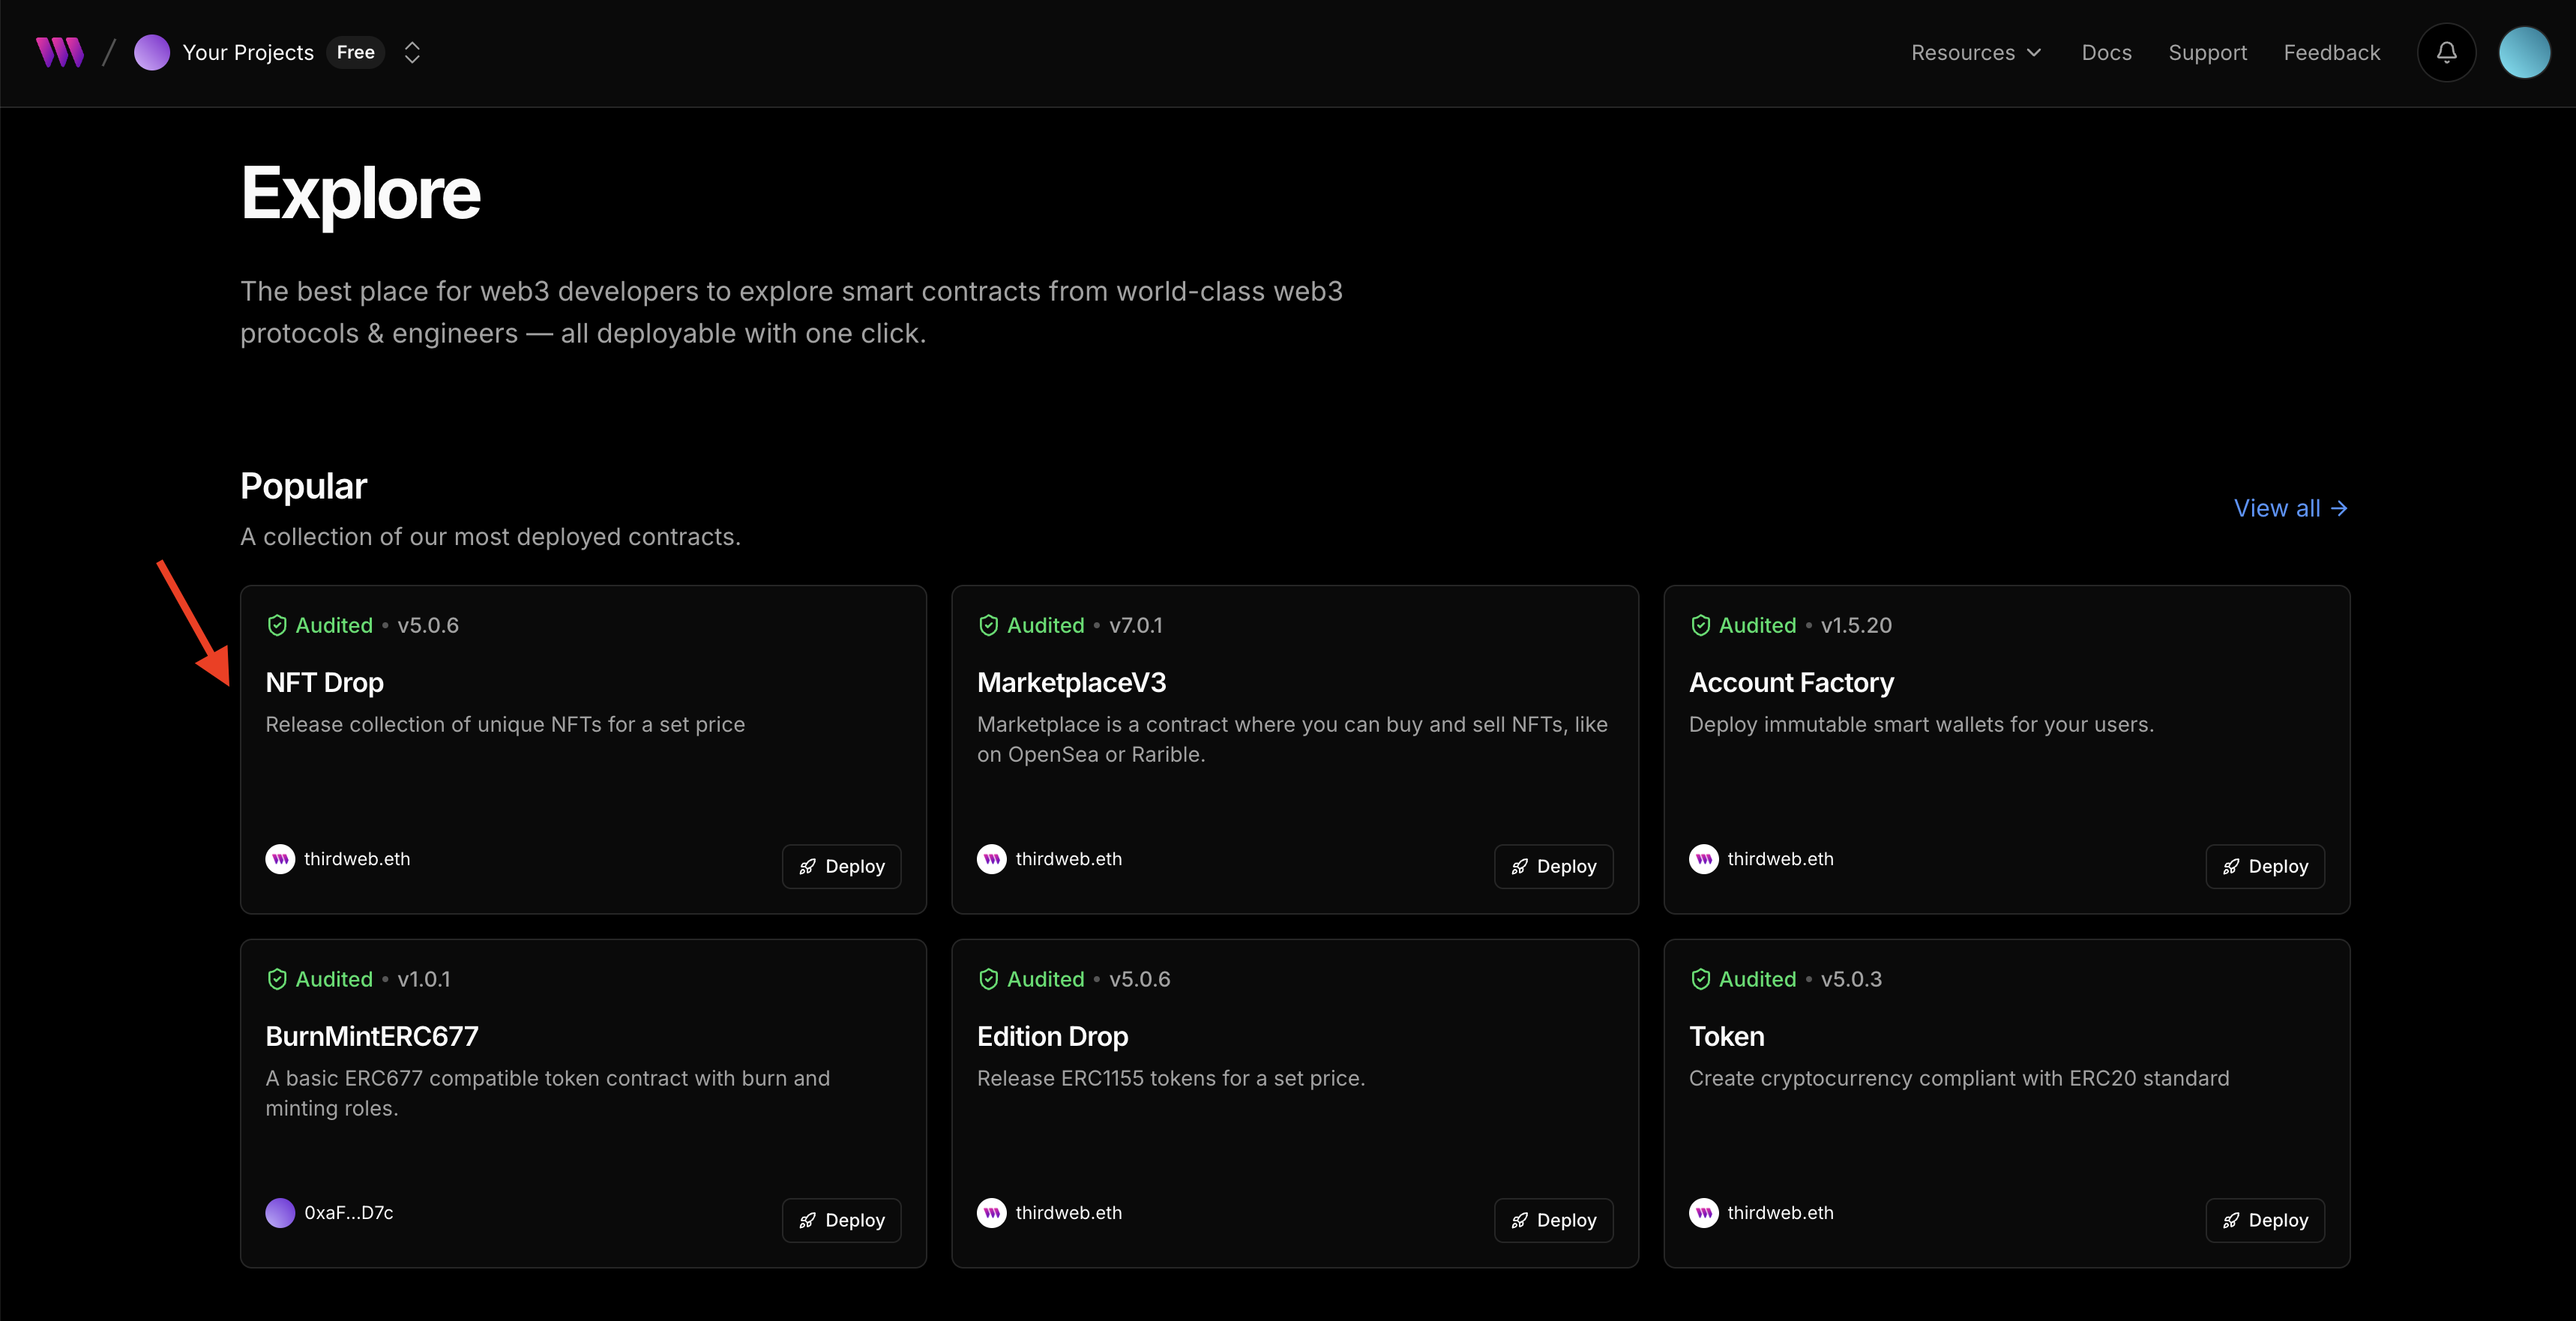 / Your Projects Free
Resources Docs Support Feedback
Explore
The best place for web3 developers to explore smart contracts from world-class web3
protocols & engineers — all deployable with one click.
Popular
A collection of our most deployed contracts.
View all →
Audited • v5.0.6
NFT Drop
Release collection of unique NFTs for a set price
thirdweb.eth
Deploy
Audited • v7.0.1
MarketplaceV3
Marketplace is a contract where you can buy and sell NFTs, like
on OpenSea or Rarible.
thirdweb.eth
Deploy
Audited • v1.5.20
Account Factory
Deploy immutable smart wallets for your users.
thirdweb.eth
Deploy
Audited • v1.0.1
BurnMintERC677
A basic ERC677 compatible token contract with burn and
minting roles.
0xaF...D7c
Deploy
Audited • v5.0.6
Edition Drop
Release ERC1155 tokens for a set price.
thirdweb.eth
Deploy
Audited • v5.0.3
Token
Create cryptocurrency compliant with ERC20 standard
thirdweb.eth
Deploy